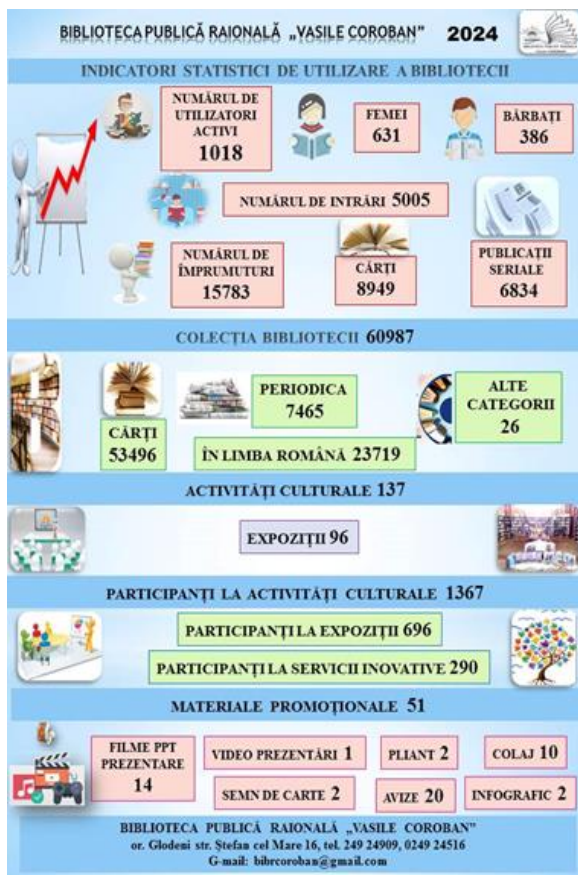 BIBLIOTECA PUBLICĂ RAIONALĂ „VASILE COROBAN” 2024
INDICATORI STATISTICI DE UTILIZARE A BIBLIOTECII
NUMĂRUL DE
UTILIZATORI
ACTIVI
1018
FEMEI
631
BĂRBAȚI
386
NUMĂRUL DE INTRĂRI 5005
NUMĂRUL DE
ÎMPRUMUTURI
15783
CĂRȚI
8949
PUBLICAȚII
SERIALE
6834
COLECȚIA BIBLIOTECII 60987
CĂRȚI
53496
PERIODICA
7465
ALTE
CATEGORII
26
ÎN LIMBA ROMÂNĂ 23719
ACTIVITĂȚI CULTURALE 137
EXPOZIȚII 96
PARTICIPANȚI LA ACTIVITĂȚI CULTURALE 1367
PARTICIPANȚI LA EXPOZIȚII 696
PARTICIPANȚI LA SERVICII INOVATIVE 290
MATERIALE PROMOȚIONALE 51
FILME PPT
PREZENTARE
14
VIDEO PREZENTĂRI 1
PLIANT 2
COLAJ 10
SEMN DE CARTE 2
AVIZE 20
INFOGRAFIC 2
BIBLIOTECA PUBLICĂ RAIONALĂ „VASILE COROBAN”
or. Glodeni str. Ștefan cel Mare 16, tel. 249 24909, 0249 24516
G-mail: bibrcoroban@gmail.com